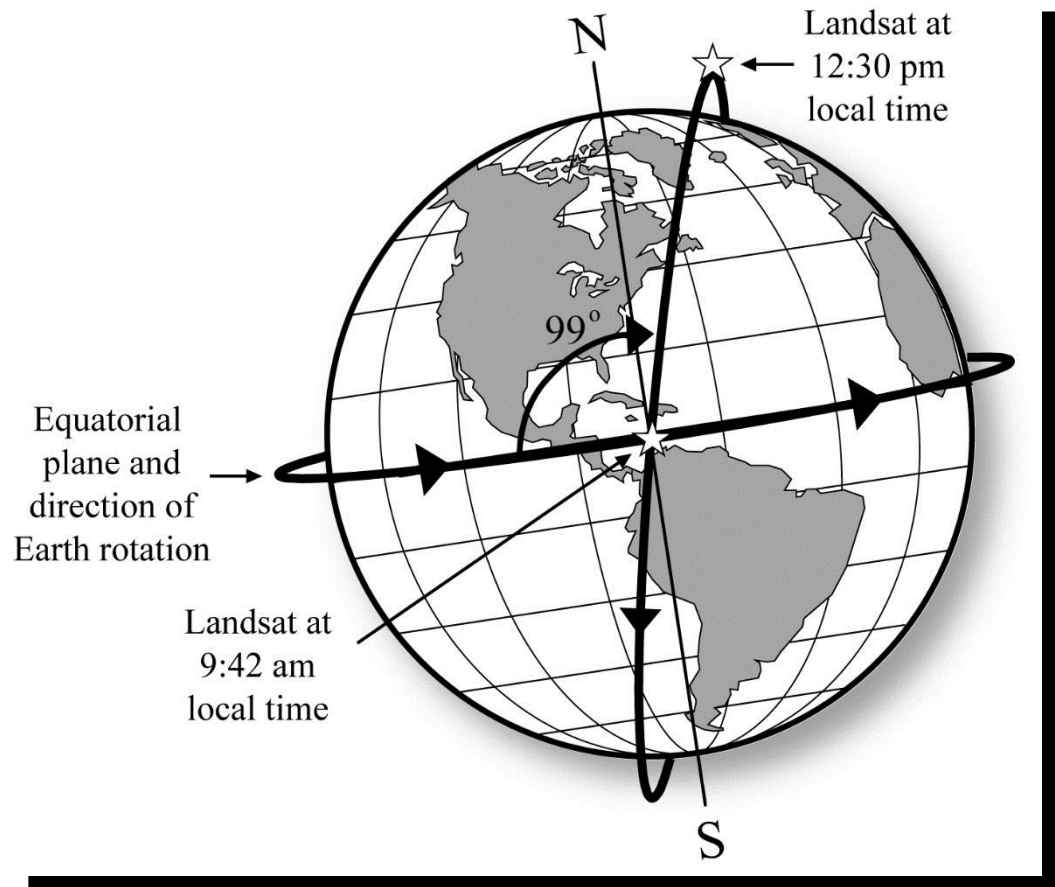 N
Landsat at
12:30 pm
local time
99°
Equatorial
plane and
direction of
Earth rotation
Landsat at
9:42 am
local time
S